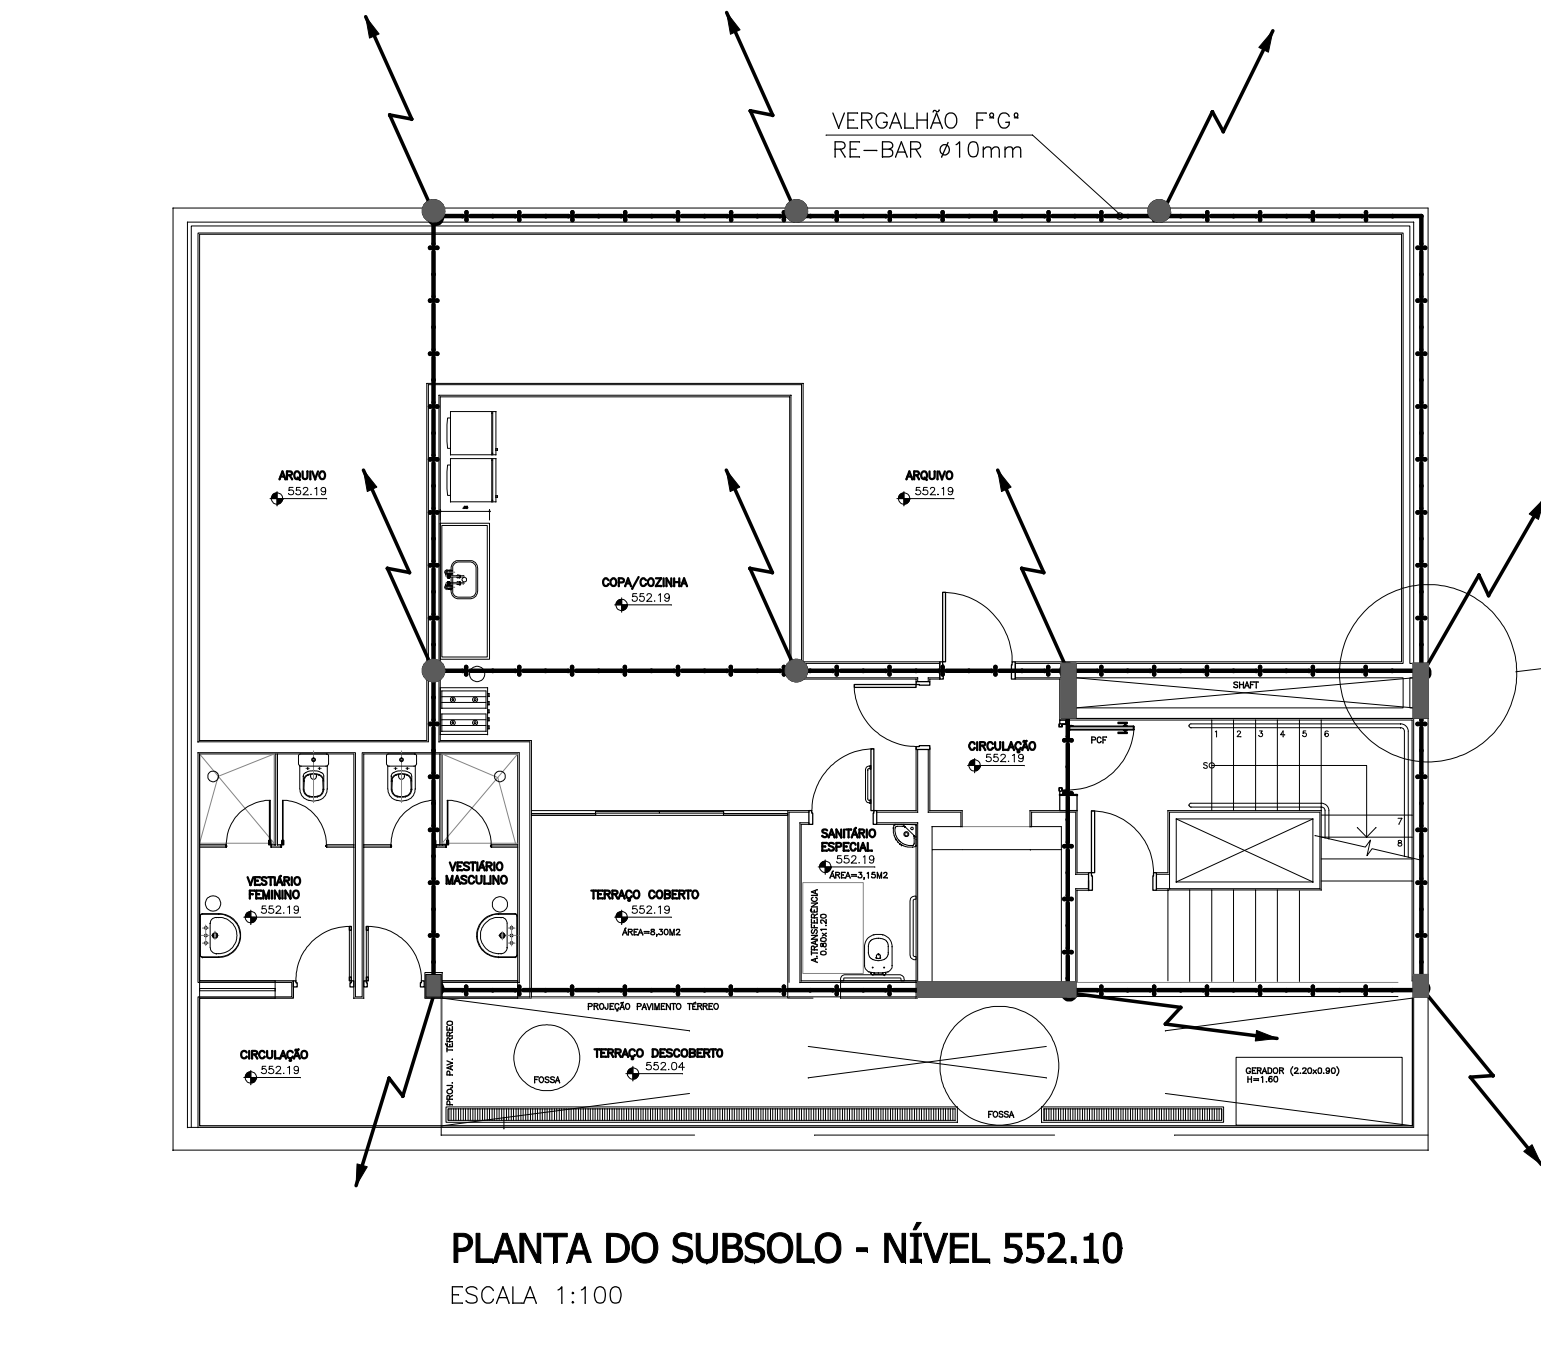 VERGALHÃO FºGº
RE-BAR ø10mm
ARQUIVO
552.19
ARQUIVO
552.19
COPA/COZINHA
552.19
SHAFT
CIRCULAÇÃO
552.19
PCF
1 2 3 4 5 6
S
7
8
SANITÁRIO
ESPECIAL
552.19
ÁREA=3,15M2
A.TRANSFERÊNCIA
0.80x1.20
VESTIÁRIO
FEMININO
552.19
VESTIÁRIO
MASCULINO
TERRAÇO COBERTO
552.19
ÁREA=8,30M2
PROJEÇÃO PAVIMENTO TÉRREO
PROJ. PAV. TÉRREO
CIRCULAÇÃO
552.19
TERRAÇO DESCOBERTO
552.04
FOSSA
FOSSA
GERADOR (2.20x0.90)
H=1.60
PLANTA DO SUBSOLO - NÍVEL 552.10
ESCALA 1:100